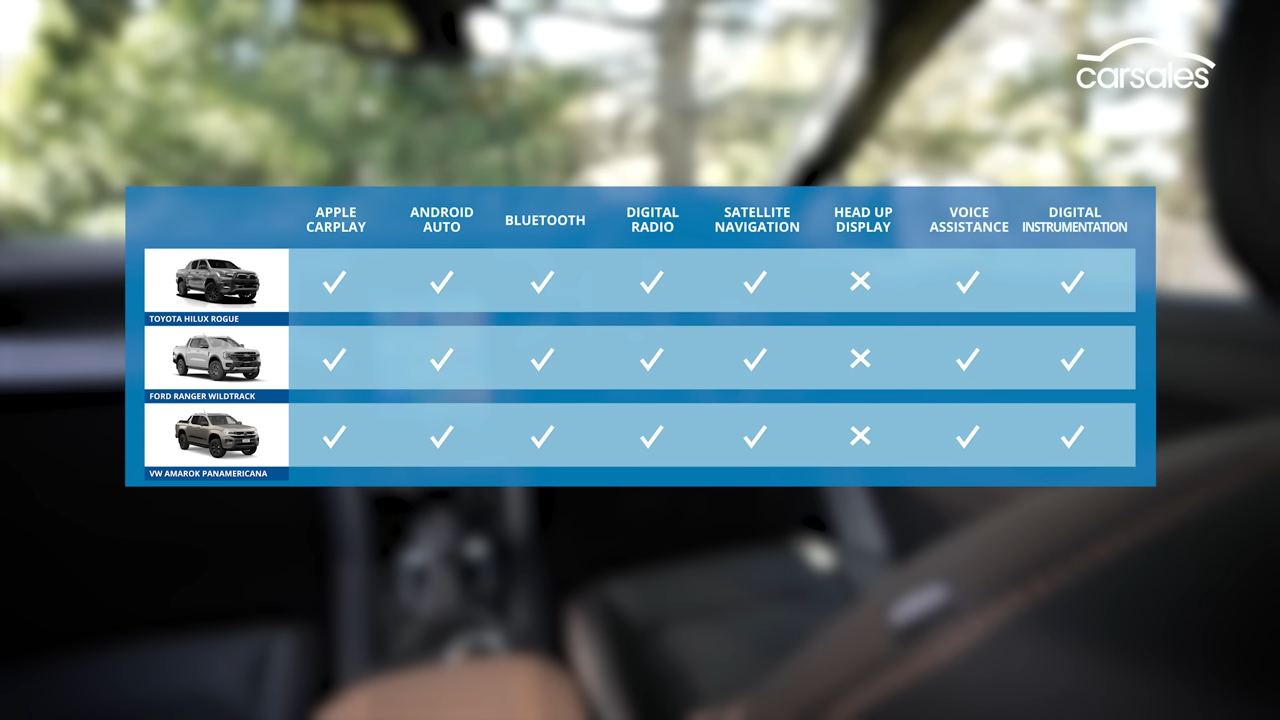 carsales
APPLE
CARPLAY
ANDROID
AUTO
BLUETOOTH
DIGITAL
RADIO
SATELLITE
NAVIGATION
HEAD UP
DISPLAY
VOICE
ASSISTANCE
DIGITAL
INSTRUMENTATION
TOYOTA HILUX ROGUE
FORD RANGER WILDTRACK
VW AMAROK PANAMERICANA